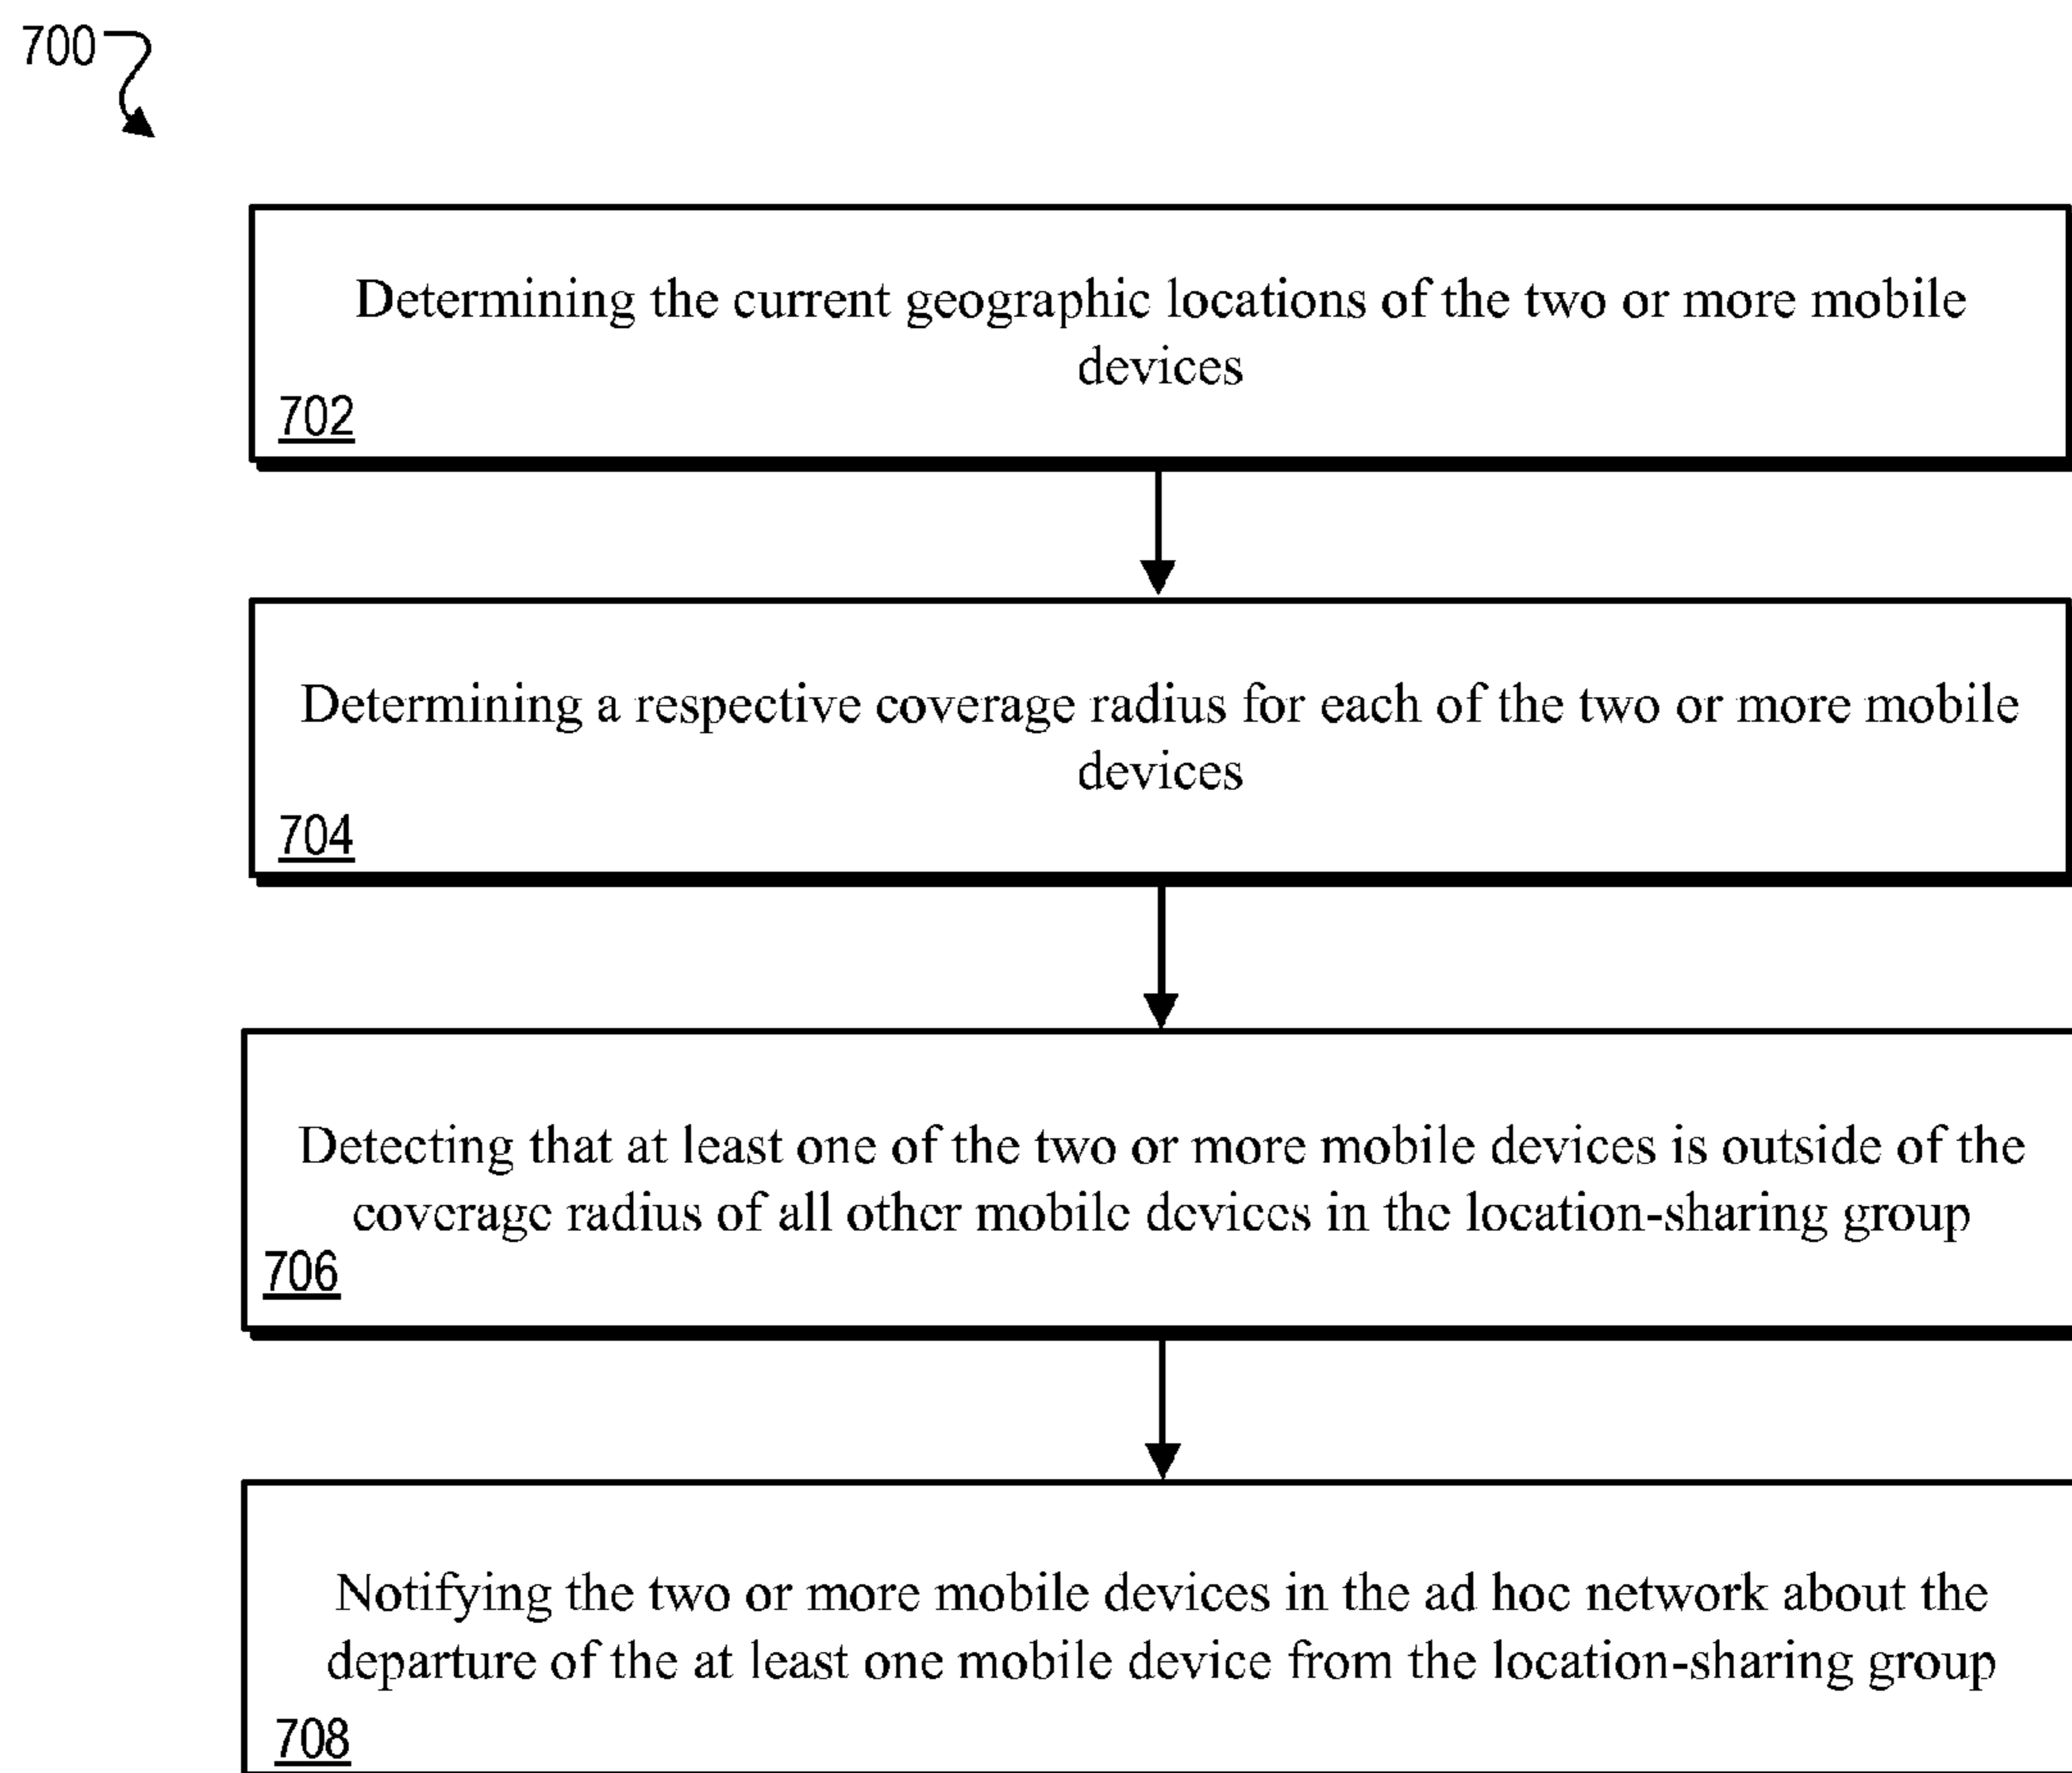 700
Determining the current geographic locations of the two or more mobile
devices
702
Determining a respective coverage radius for each of the two or more mobile
devices
704
Detecting that at least one of the two or more mobile devices is outside of the
coverage radius of all other mobile devices in the location-sharing group
706
Notifying the two or more mobile devices in the ad hoc network about the
departure of the at least one mobile device from the location-sharing group
708